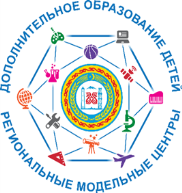 ДОПОЛНИТЕЛЬНОЕ ОБРАЗОВАНИЕ ДЕТЕЙ
РЕГИОНАЛЬНЫЕ МОДЕЛЬНЫЕ ЦЕНТРЫ